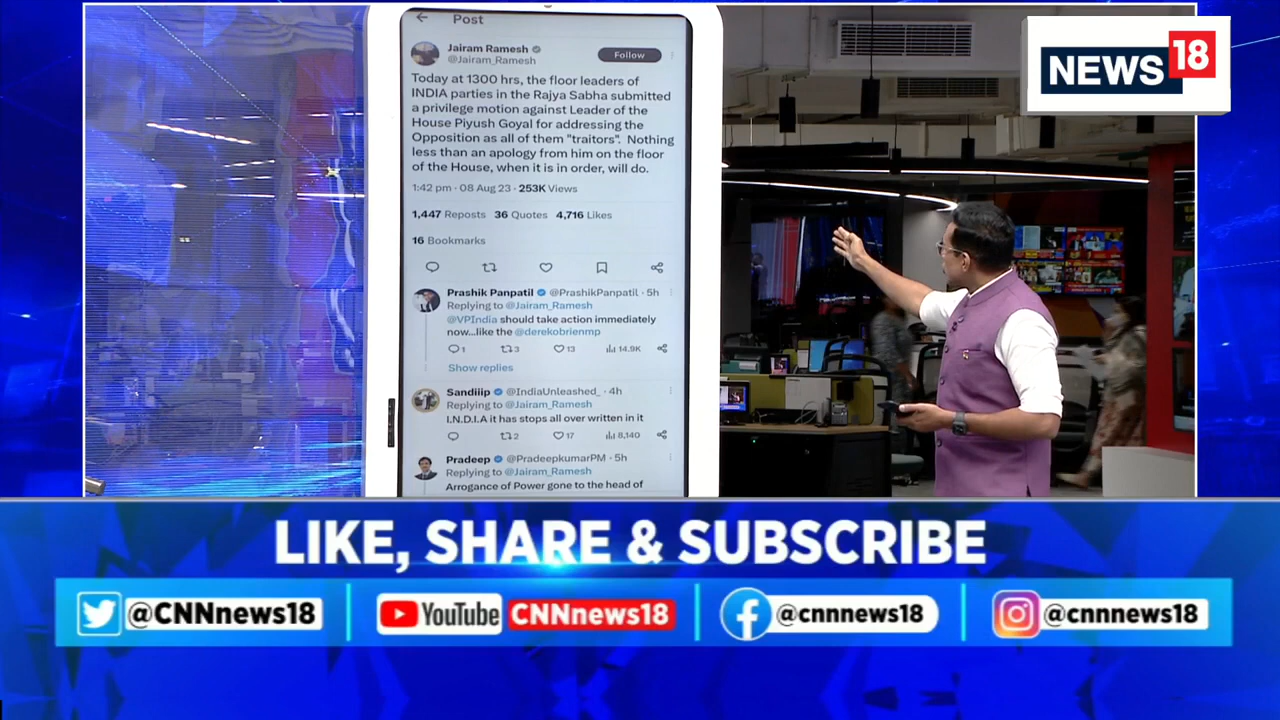 Post
Jairam Ramesh
@Jairam_Ramesh
Follow
Today at 1300 hrs, the floor leaders of
INDIA parties in the Rajya Sabha submitted
a privilege motion against Leader of the
House Piyush Goyal for addressing the
Opposition as all of them "traitors". Nothing
less than an apology from him on the floor
of the House, when it is in order, will do.
1:42 pm · 08 Aug 23 · 253K Views
1,447 Reposts 36 Quotes 4,716 Likes
16 Bookmarks
Prashik Panpatil @PrashikPanpatil · 5h
Replying to @Jairam_Ramesh
@VPIndia should take action immediately
now...like the @derekobrienmp
1 3 13 14.9K
Show replies
Sandiiip @IndiaUnleashed_ · 4h
Replying to @Jairam_Ramesh
I.N.D.I.A it has stops all over written in it
2 17 8,140
Pradeep @PradeepkumarPM · 5h
Replying to @Jairam_Ramesh
Arrogance of Power gone to the head of
NEWS 18
LIKE, SHARE & SUBSCRIBE
@CNNnews18
YouTube CNNnews18
@cnnnews18
@cnnnews18